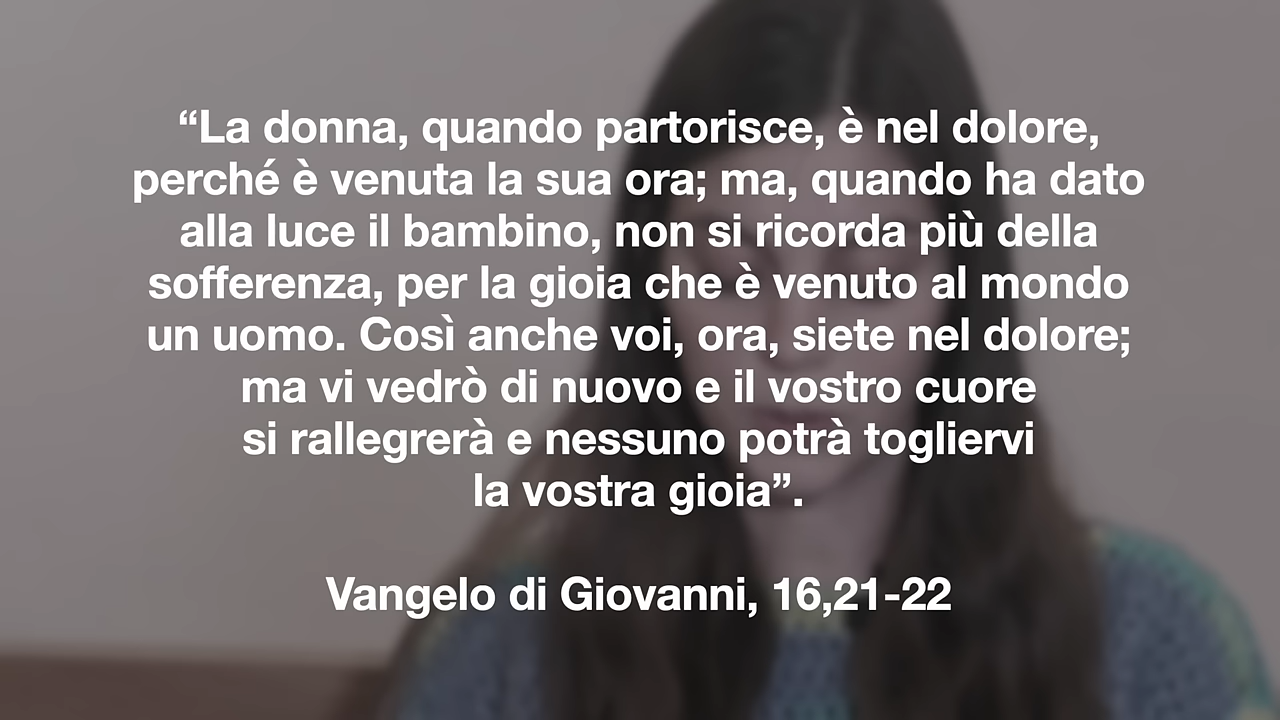 “La donna, quando partorisce, è nel dolore,
perché è venuta la sua ora; ma, quando ha dato
alla luce il bambino, non si ricorda più della
sofferenza, per la gioia che è venuto al mondo
un uomo. Così anche voi, ora, siete nel dolore;
ma vi vedrò di nuovo e il vostro cuore
si rallegrerà e nessuno potrà togliervi
la vostra gioia”.
Vangelo di Giovanni, 16,21-22